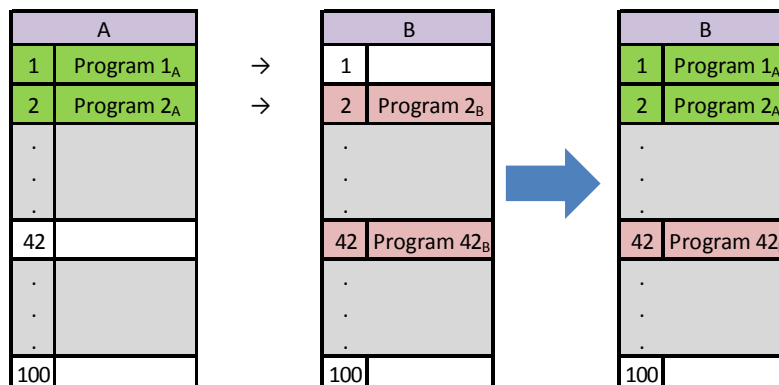 A B B
1 Program 1A → 1 1 Program 1A
2 Program 2A → 2 Program 2B 2 Program 2A
. . .
. . .
. . .
42 42 Program 42B 42 Program 42
. . .
. . .
. . .
100 100 100